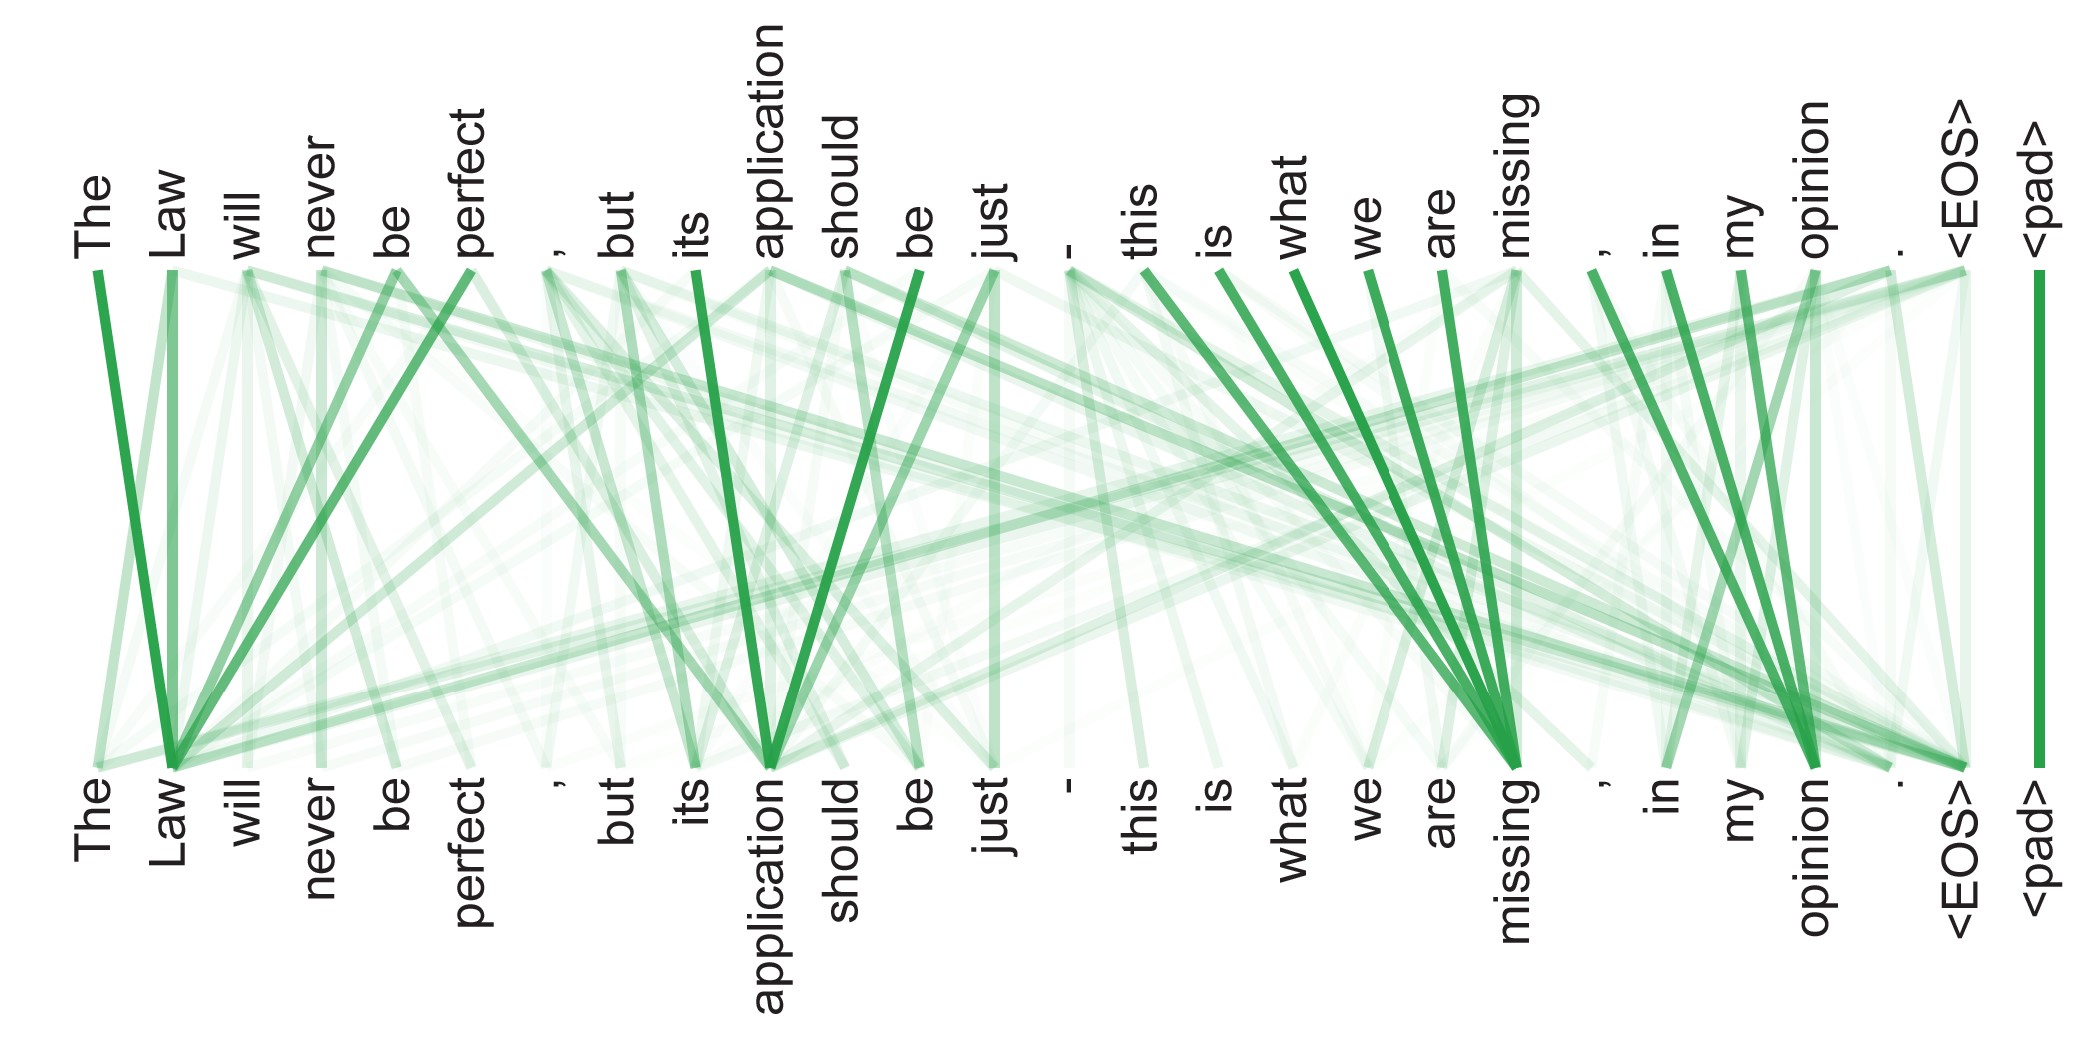 The Law will never be perfect , but its application should be just - this is what we are missing , in my opinion . <EOS> <pad>
The Law will never be perfect , but its application should be just - this is what we are missing , in my opinion . <EOS> <pad>